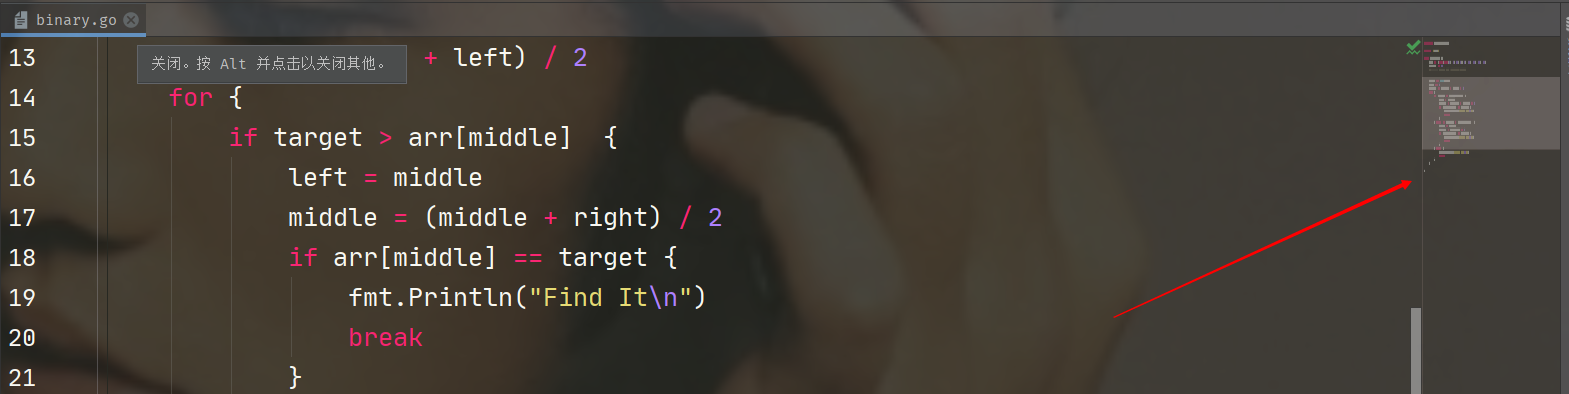 binary.go
13 + left) / 2
关闭。按 Alt 并点击以关闭其他。
14 for {
15 if target > arr[middle]  {
16 left = middle
17 middle = (middle + right) / 2
18 if arr[middle] == target {
19 fmt.Println("Find It\n")
20 break
21 }